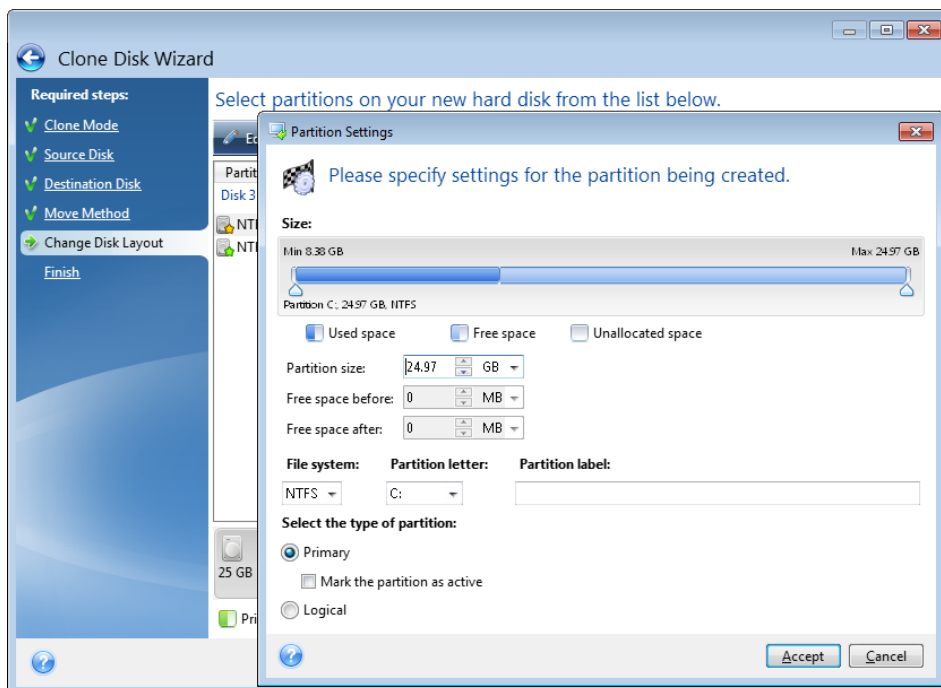 Clone Disk Wizard
Required steps:
Clone Mode
Source Disk
Destination Disk
Move Method
Change Disk Layout
Finish
Select partitions on your new hard disk from the list below.
Partit
Disk 3
25 GB
Pri
Partition Settings
Please specify settings for the partition being created.
Size:
Min 8.38 GB Max 24.97 GB
Partition C:, 24.97 GB, NTFS
Used space Free space Unallocated space
Partition size: 24.97 GB
Free space before: 0 MB
Free space after: 0 MB
File system: Partition letter: Partition label:
NTFS C:
Select the type of partition:
Primary
Mark the partition as active
Logical
Accept Cancel